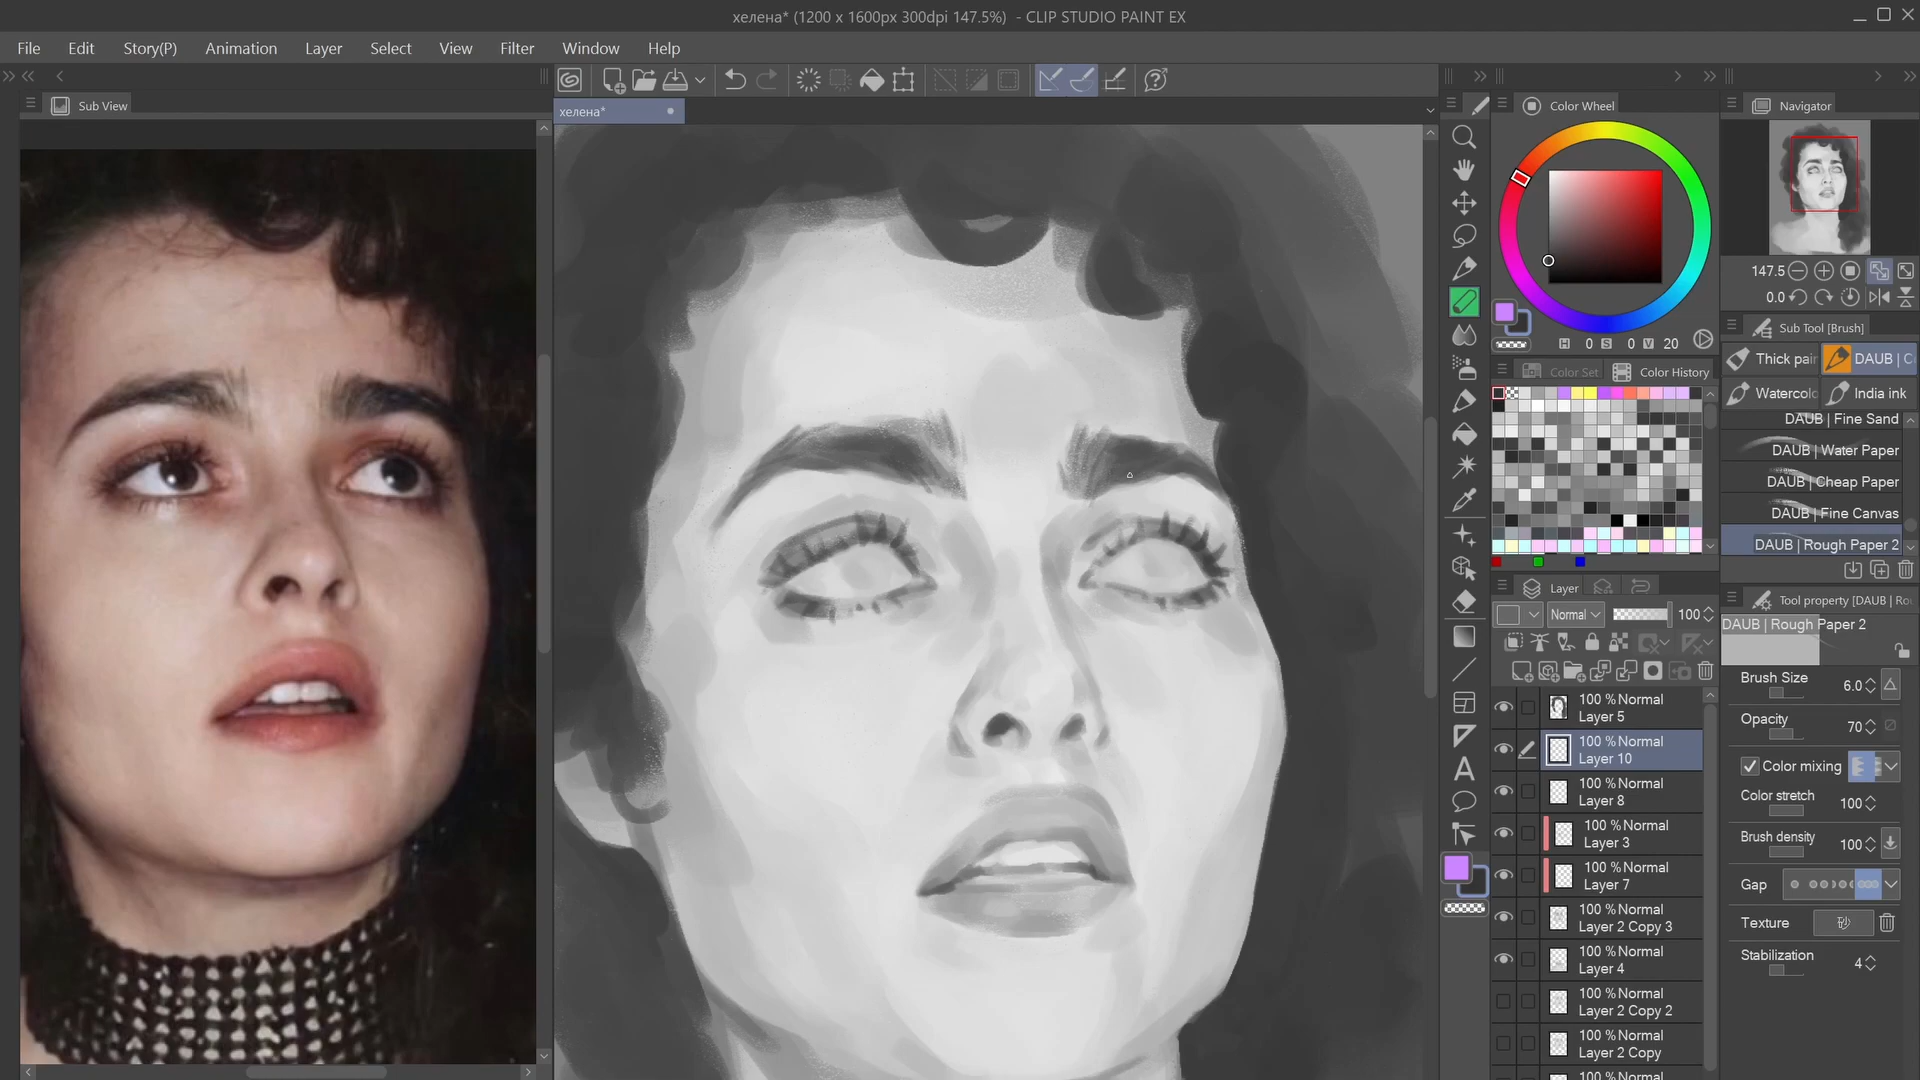 хелена* (1200 x 1600px 300dpi 147.5%) - CLIP STUDIO PAINT EX
File Edit Story(P) Animation Layer Select View Filter Window Help
Sub View
хелена*
Color Wheel
H 0 S 0 V 20
Color Set Color History
Layer
Normal 100
100 % Normal
Layer 5
100 % Normal
Layer 10
100 % Normal
Layer 8
100 % Normal
Layer 3
100 % Normal
Layer 7
100 % Normal
Layer 2 Copy 3
100 % Normal
Layer 4
100 % Normal
Layer 2 Copy 2
100 % Normal
Layer 2 Copy
100 % Normal
Navigator
147.5
0.0
Sub Tool [Brush]
Thick pai DAUB | C
Waterco India ink
DAUB | Fine Sand
DAUB | Water Paper
DAUB | Cheap Paper
DAUB | Fine Canvas
DAUB | Rough Paper 2
Tool property [DAUB | Ro
DAUB | Rough Paper 2
Brush Size 6.0
Opacity 70
Color mixing
Color stretch 100
Brush density 100
Gap
Texture
Stabilization 4